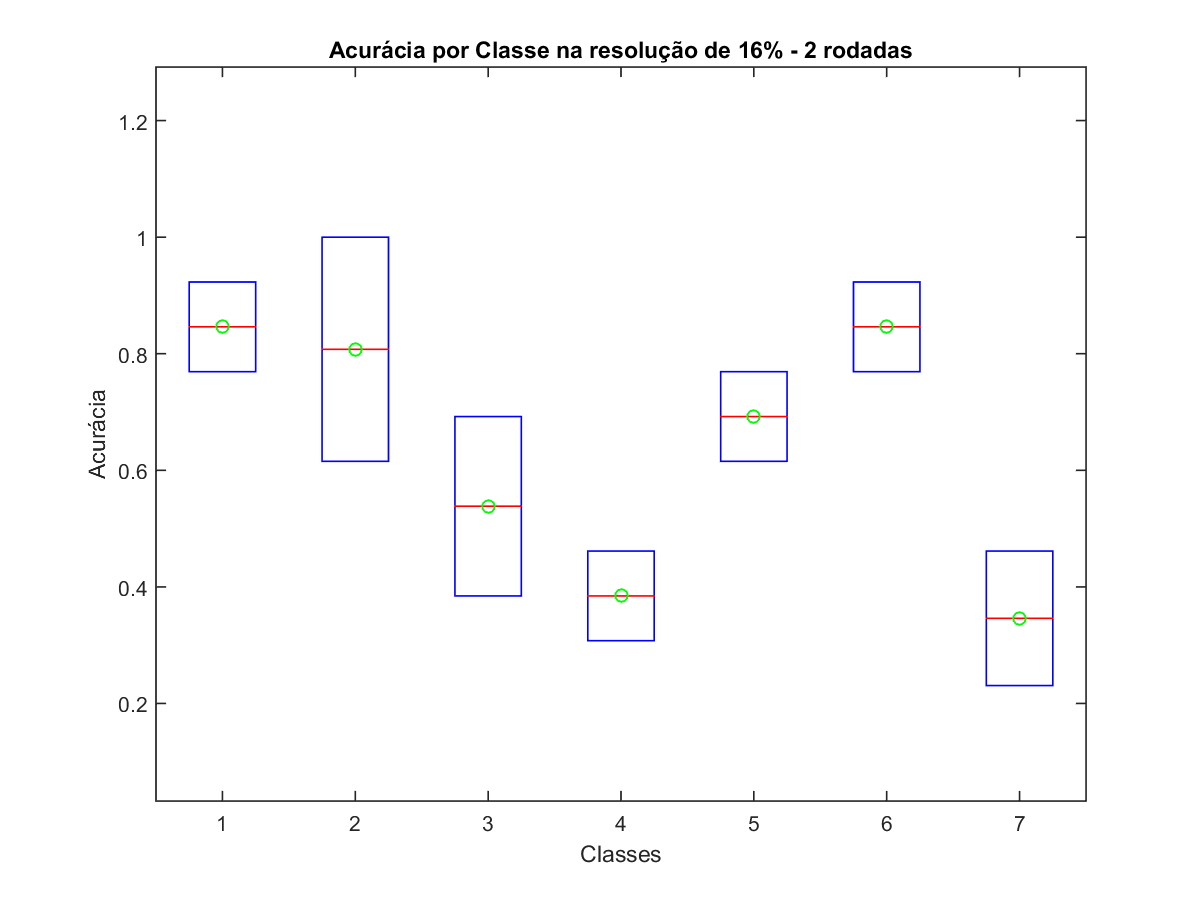 Acurácia por Classe na resolução de 16% - 2 rodadas
1.2
1
0.8
0.6
0.4
0.2
Acurácia
1 2 3 4 5 6 7
Classes